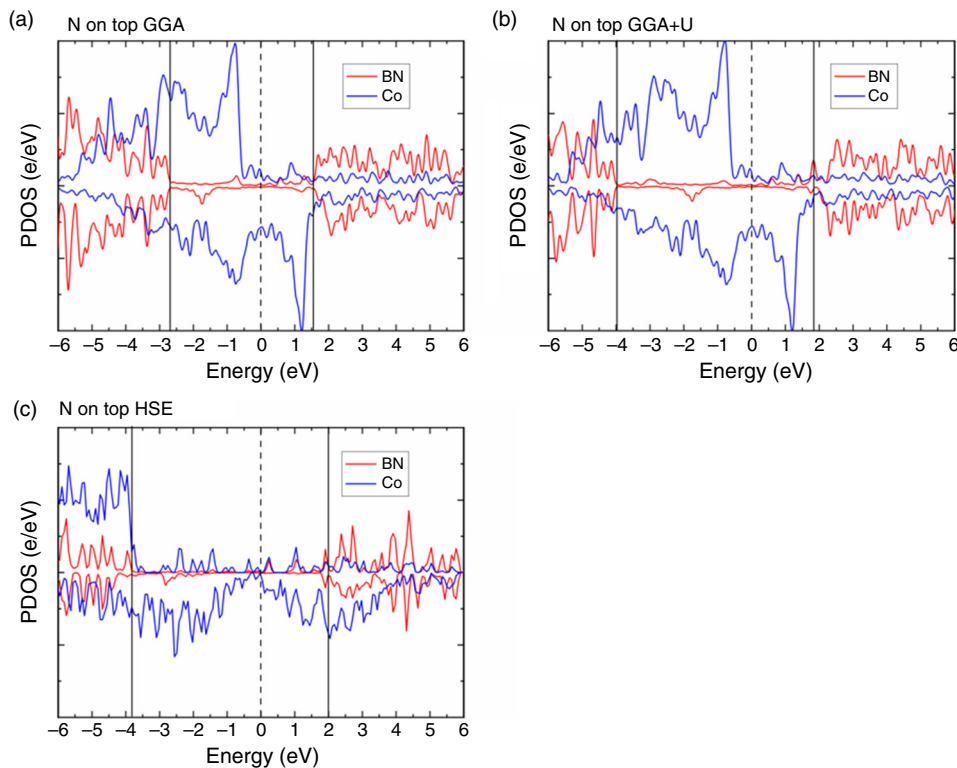 (a)
N on top GGA
BN
Co
PDOS (e/eV)
–6 –5 –4 –3 –2 –1 0 1 2 3 4 5 6
Energy (eV)
(b)
N on top GGA+U
BN
Co
PDOS (e/eV)
–6 –5 –4 –3 –2 –1 0 1 2 3 4 5 6
Energy (eV)
(c)
N on top HSE
BN
Co
PDOS (e/eV)
–6 –5 –4 –3 –2 –1 0 1 2 3 4 5 6
Energy (eV)